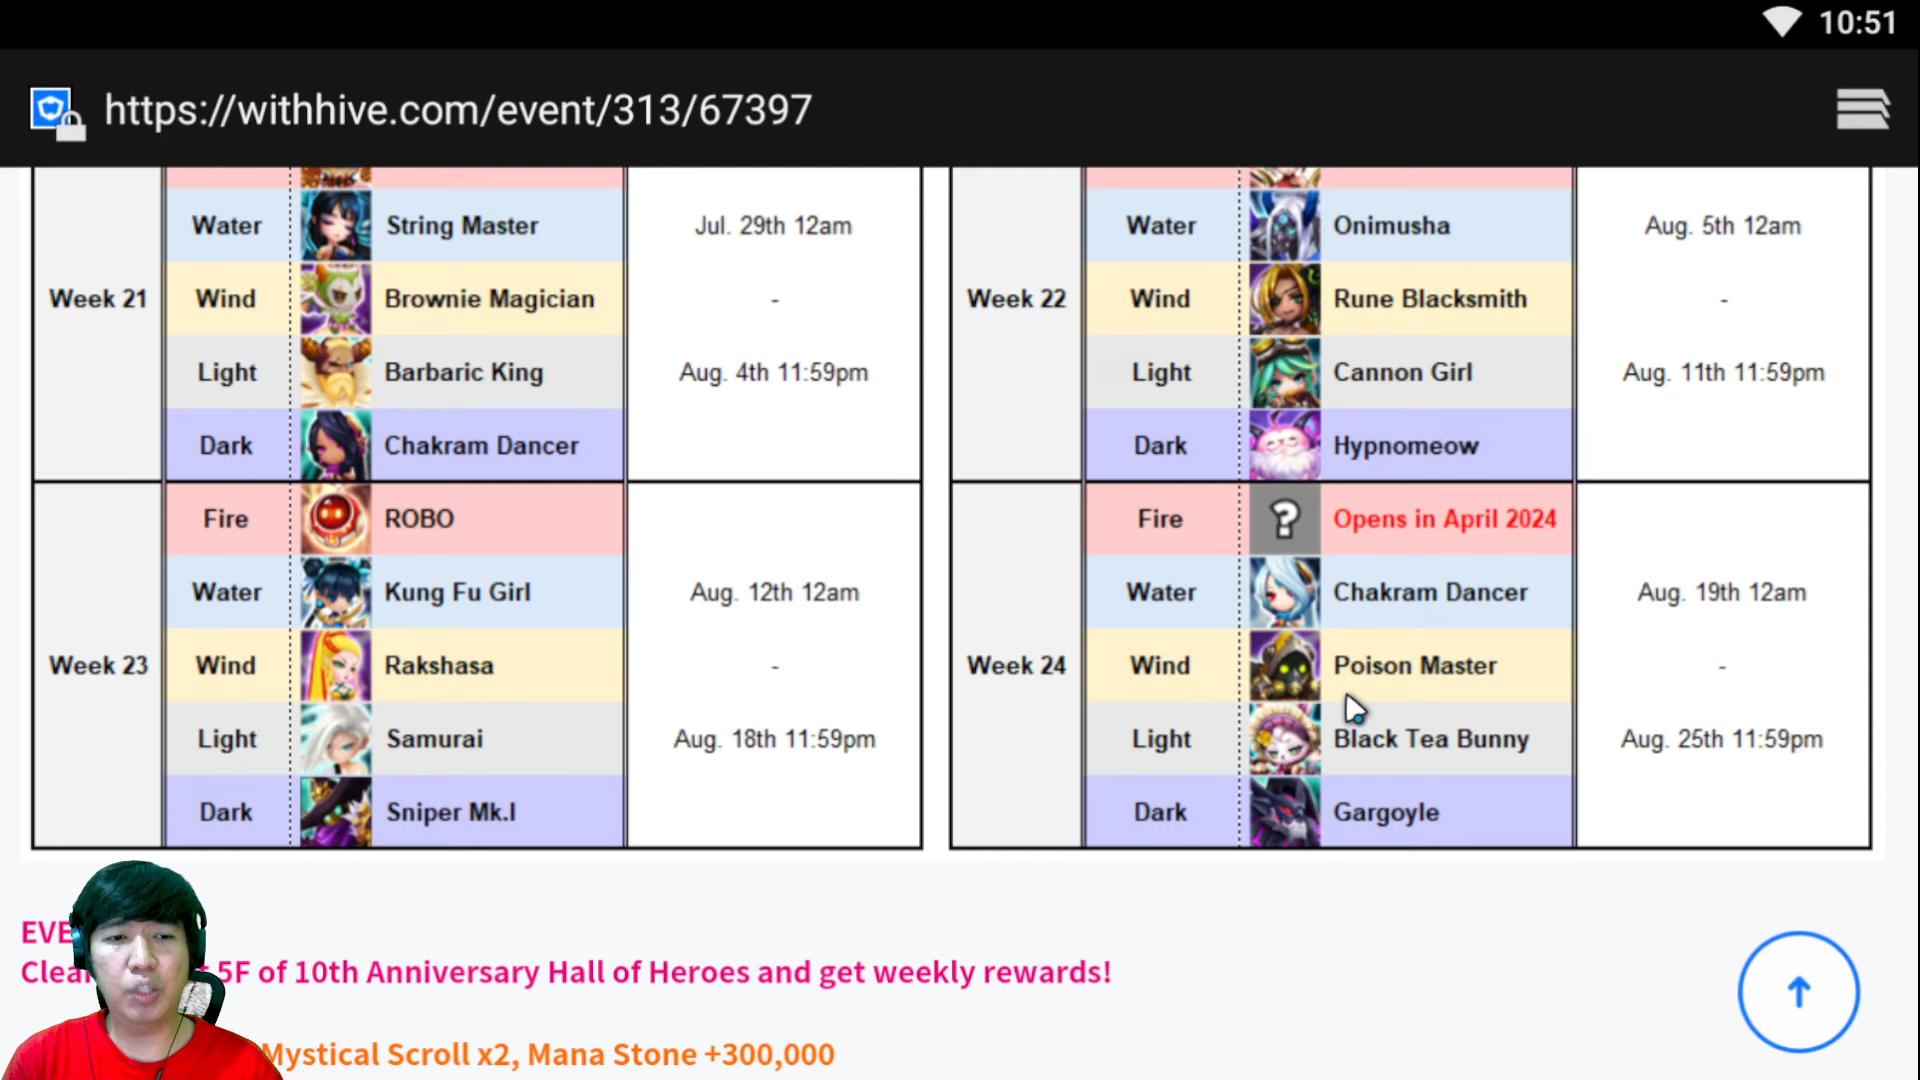 10:51
https://withhive.com/event/313/67397
Week 21
Water String Master Jul. 29th 12am
Wind Brownie Magician -
Light Barbaric King Aug. 4th 11:59pm
Dark Chakram Dancer
Week 22
Water Onimusha Aug. 5th 12am
Wind Rune Blacksmith -
Light Cannon Girl Aug. 11th 11:59pm
Dark Hypnomeow
Week 23
Fire ROBO
Water Kung Fu Girl Aug. 12th 12am
Wind Rakshasa -
Light Samurai Aug. 18th 11:59pm
Dark Sniper Mk.I
Week 24
Fire ? Opens in April 2024
Water Chakram Dancer Aug. 19th 12am
Wind Poison Master -
Light Black Tea Bunny Aug. 25th 11:59pm
Dark Gargoyle
5F of 10th Anniversary Hall of Heroes and get weekly rewards!
Mystical Scroll x2, Mana Stone +300,000